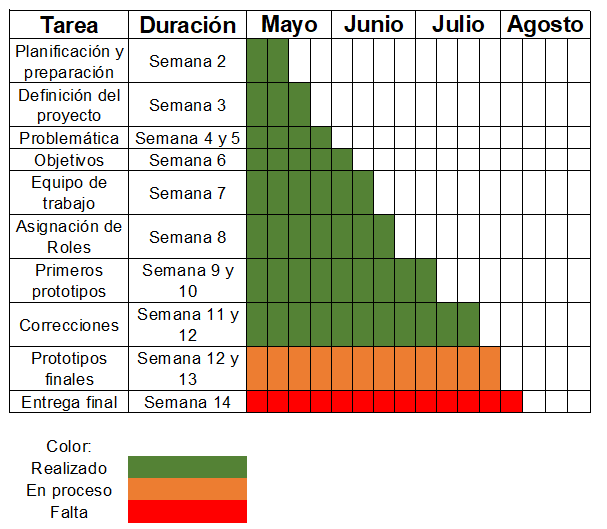 Tarea Duración Mayo Junio Julio Agosto
Planificación y
preparación
Semana 2
Definición del
proyecto
Semana 3
Problemática Semana 4 y 5
Objetivos Semana 6
Equipo de
trabajo
Semana 7
Asignación de
Roles
Semana 8
Primeros
prototipos
Semana 9 y
10
Correcciones
Semana 11 y
12
Prototipos
finales
Semana 12 y
13
Entrega final Semana 14
Color:
Realizado
En proceso
Falta